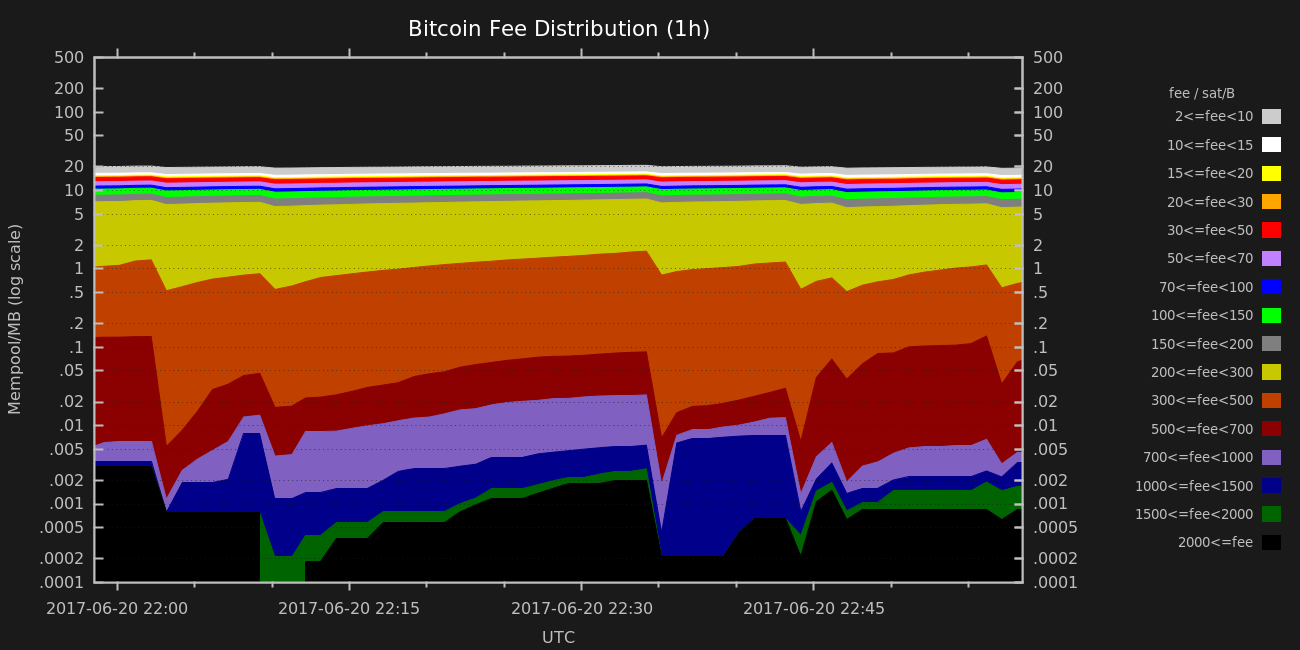 Bitcoin Fee Distribution (1h)
Mempool/MB (log scale)
500
200
100
50
20
10
5
2
1
.5
.2
.1
.05
.02
.01
.005
.002
.001
.0005
.0002
.0001
500
200
100
50
20
10
5
2
1
.5
.2
.1
.05
.02
.01
.005
.002
.001
.0005
.0002
.0001
2017-06-20 22:00 2017-06-20 22:15 2017-06-20 22:30 2017-06-20 22:45
UTC
fee / sat/B
2<=fee<10
10<=fee<15
15<=fee<20
20<=fee<30
30<=fee<50
50<=fee<70
70<=fee<100
100<=fee<150
150<=fee<200
200<=fee<300
300<=fee<500
500<=fee<700
700<=fee<1000
1000<=fee<1500
1500<=fee<2000
2000<=fee